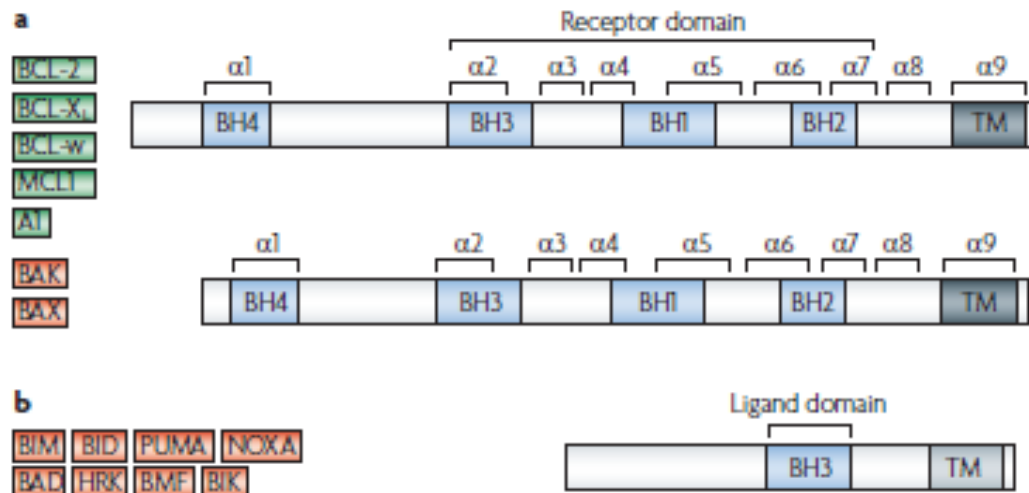 a
Receptor domain
BCL-2
α1 α2 α3 α4 α5 α6 α7 α8 α9
BCL-XL
BH4 BH3 BH1 BH2 TM
BCL-w
MCL1
A1
α1 α2 α3 α4 α5 α6 α7 α8 α9
BAK
BAX
BH4 BH3 BH1 BH2 TM
b
Ligand domain
BIM BID PUMA NOXA
BH3 TM
BAD HRK BMF BIK